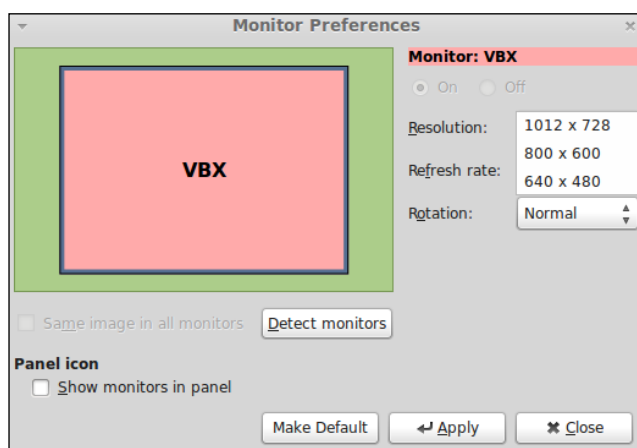 Monitor Preferences
VBX
Monitor: VBX
On Off
Resolution:
1012 x 728
800 x 600
640 x 480
Refresh rate:
Rotation:
Normal
Same image in all monitors
Detect monitors
Panel icon
Show monitors in panel
Make Default
Apply
Close